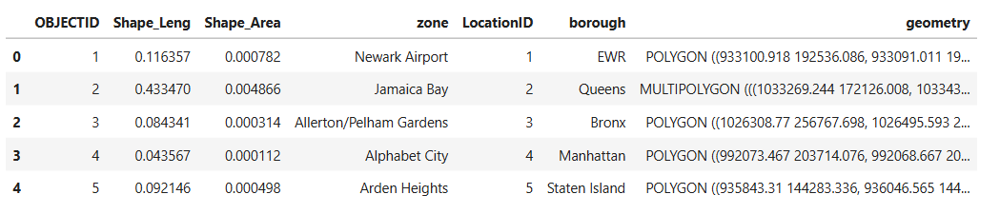 OBJECTID Shape_Leng Shape_Area zone LocationID borough geometry
0 1 0.116357 0.000782 Newark Airport 1 EWR POLYGON ((933100.918 192536.086, 933091.011 19...
1 2 0.433470 0.004866 Jamaica Bay 2 Queens MULTIPOLYGON (((1033269.244 172126.008, 103343...
2 3 0.084341 0.000314 Allerton/Pelham Gardens 3 Bronx POLYGON ((1026308.77 256767.698, 1026495.593 2...
3 4 0.043567 0.000112 Alphabet City 4 Manhattan POLYGON ((992073.467 203714.076, 992068.667 20...
4 5 0.092146 0.000498 Arden Heights 5 Staten Island POLYGON ((935843.31 144283.336, 936046.565 144...